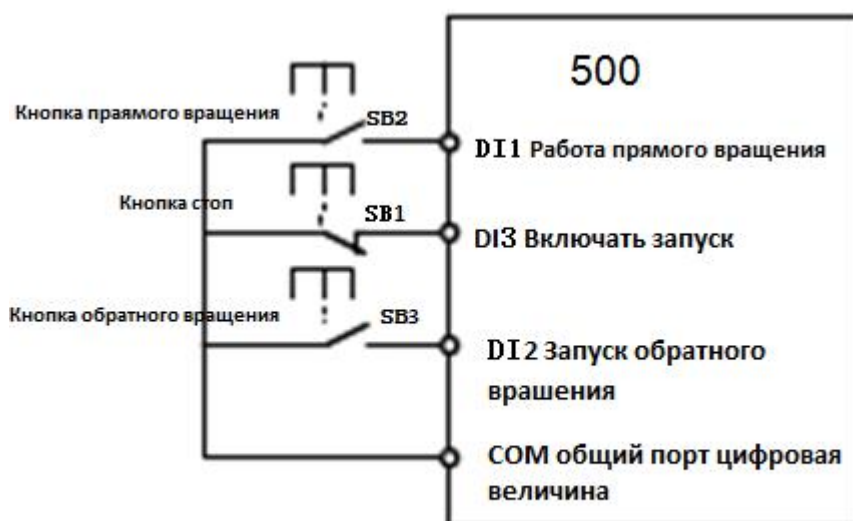 500
Кнопка праямого вращения
SB2
DI1 Работа прямого вращения
Кнопка стоп
SB1
DI3 Включать запуск
Кнопка обратного вращения
SB3
DI2 Запуск обратного
врашения
COM общий порт цифровая
величина